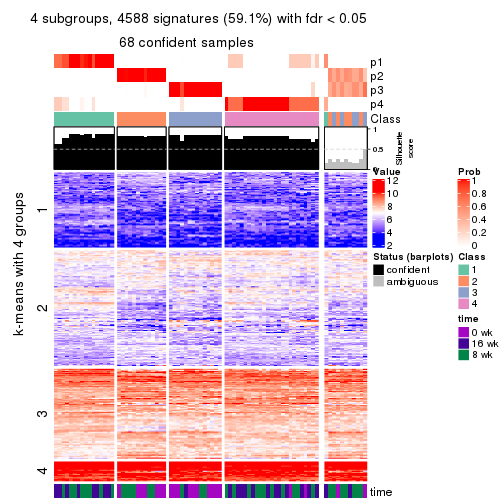 4 subgroups, 4588 signatures (59.1%) with fdr < 0.05
68 confident samples
p1
p2
p3
p4
Class
1
0.5
0
Silhouette
score
k-means with 4 groups
1
2
3
4
time
Value
12
10
8
6
4
2
Prob
1
0.8
0.6
0.4
0.2
0
Status (barplots)
confident
ambiguous
Class
1
2
3
4
time
0 wk
16 wk
8 wk